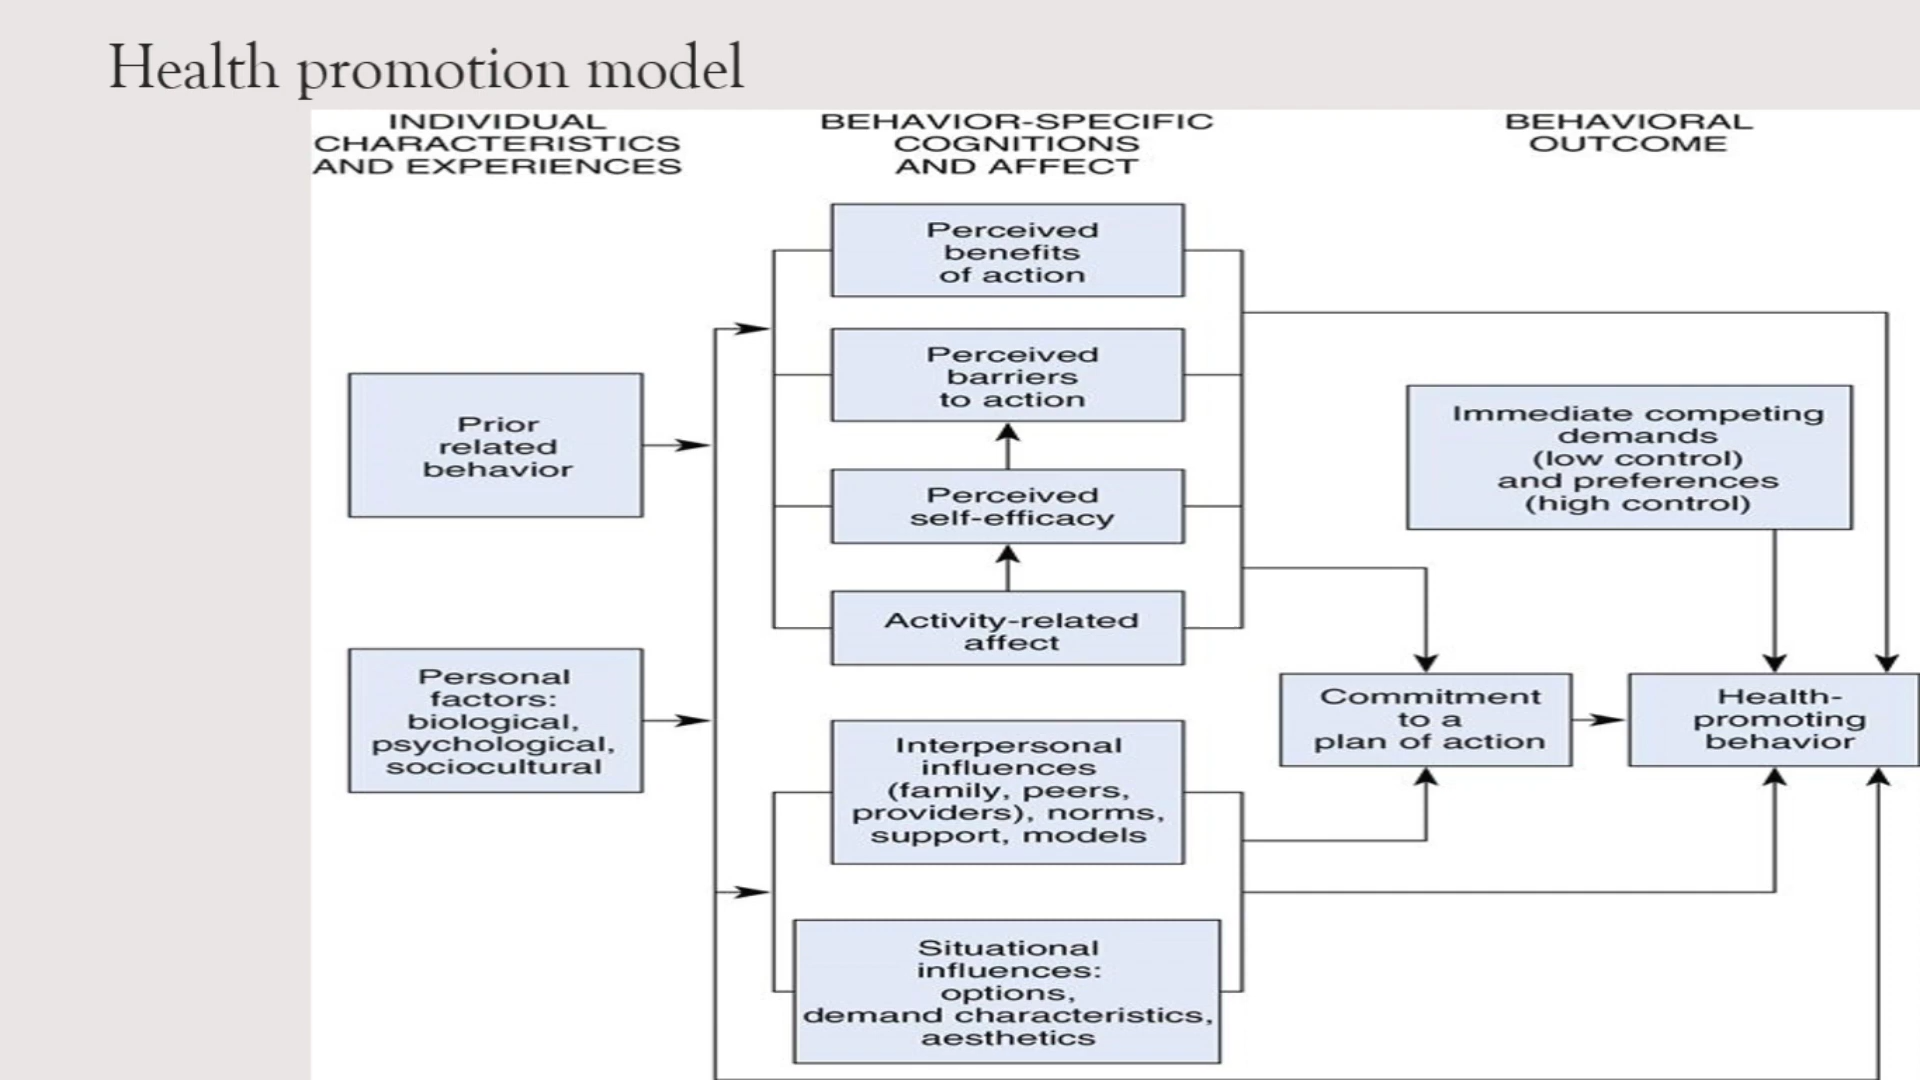 Health promotion model
INDIVIDUAL
CHARACTERISTICS
AND EXPERIENCES
BEHAVIOR-SPECIFIC
COGNITIONS
AND AFFECT
BEHAVIORAL
OUTCOME
Perceived
benefits
of action
Perceived
barriers
to action
Prior
related
behavior
Immediate competing
demands
(low control)
and preferences
(high control)
Perceived
self-efficacy
Activity-related
affect
Personal
factors:
biological,
psychological,
sociocultural
Commitment
to a
plan of action
Health-
promoting
behavior
Interpersonal
influences
(family, peers,
providers), norms,
support, models
Situational
influences:
options,
demand characteristics,
aesthetics